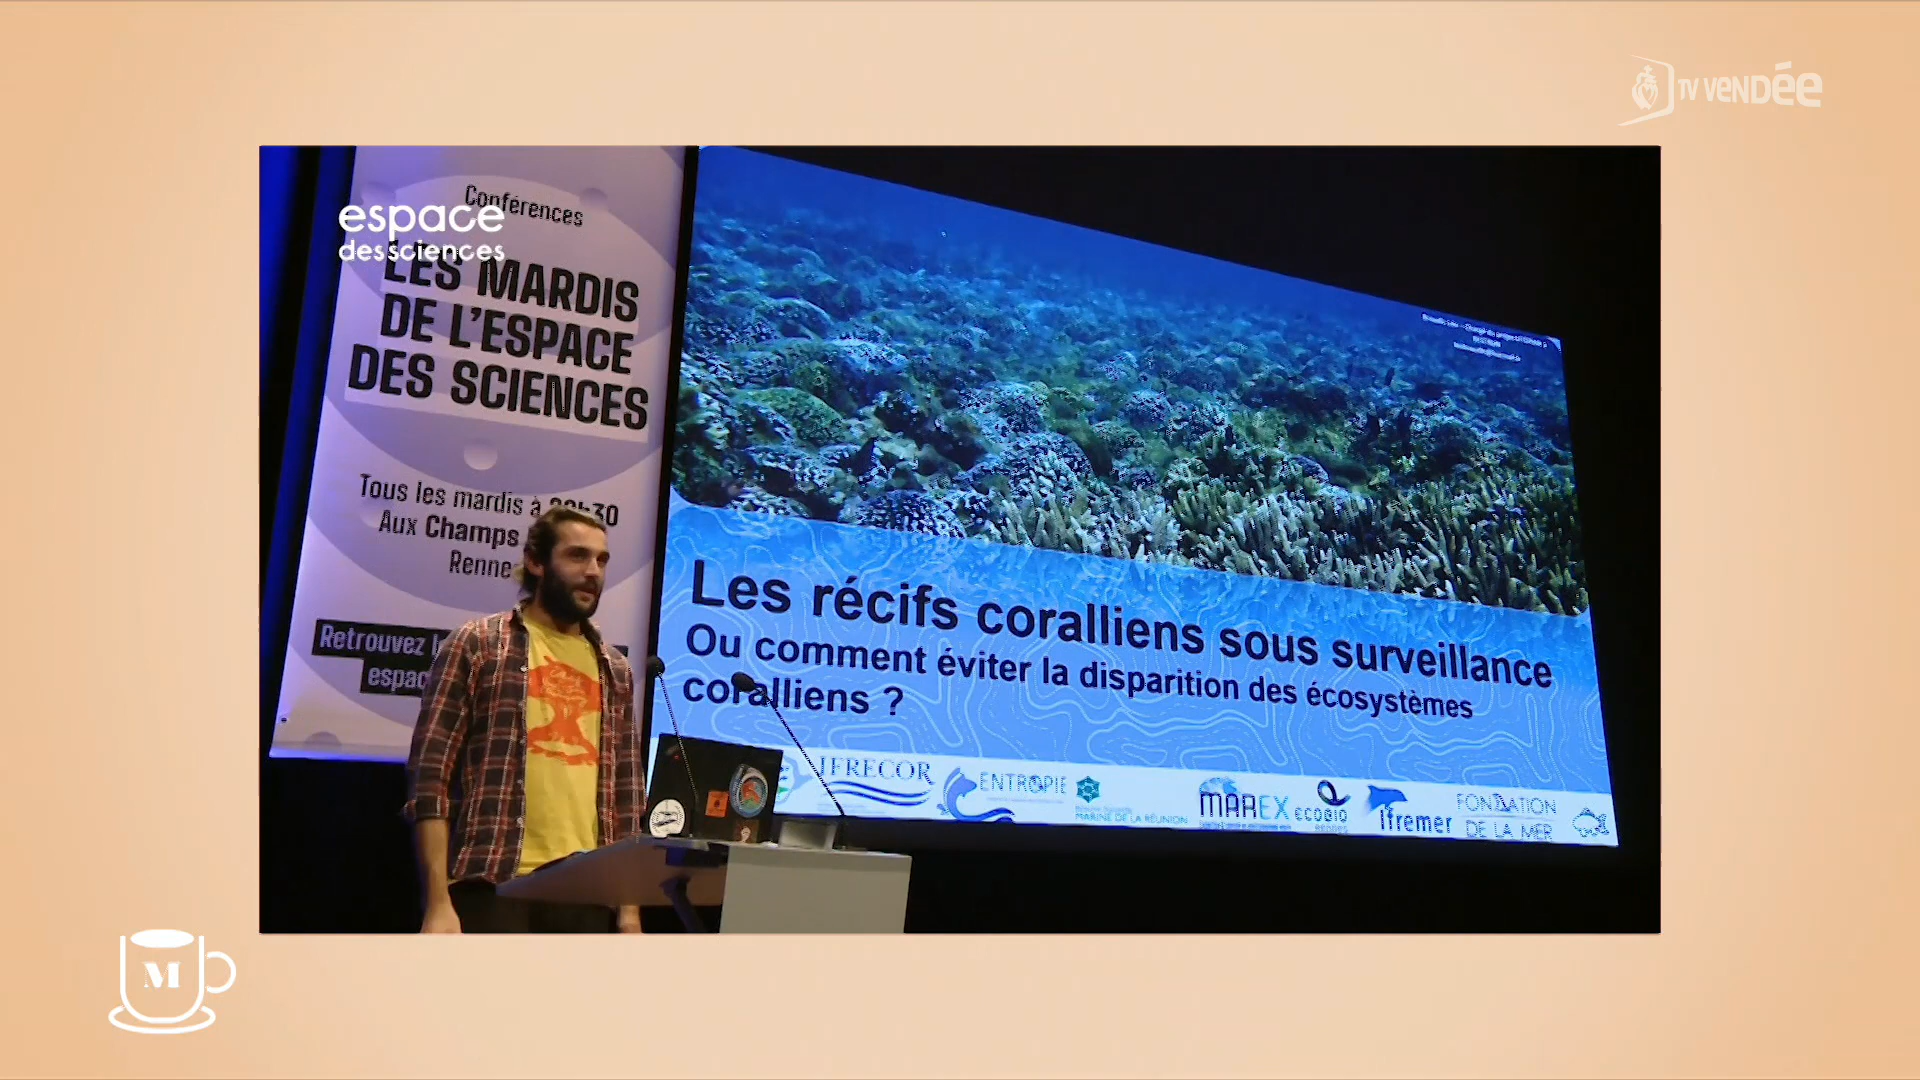 TV VENDÉE
Conférences
espace
des sciences
LES MARDIS
DE L'ESPACE
DES SCIENCES
Tous les mardis à 20h30
Aux Champs
Renne
Retrouvez l
espac
Les récifs coralliens sous surveillance
Ou comment éviter la disparition des écosystèmes
coralliens ?
IFRECOR
ENTROPIE
MARINE DE LA RÉUNION
MAREX
ECOBIO
RENNES
Ifremer
FONDATION
DE LA MER
M